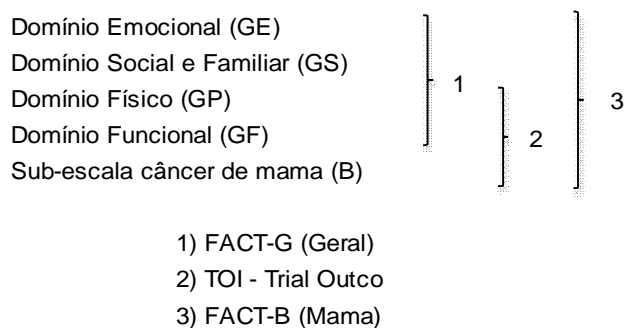 Domínio Emocional (GE)
Domínio Social e Familiar (GS)
Domínio Físico (GP)
Domínio Funcional (GF)
Sub-escala câncer de mama (B)
1
2
3
1) FACT-G (Geral)
2) TOI - Trial Outco
3) FACT-B (Mama)